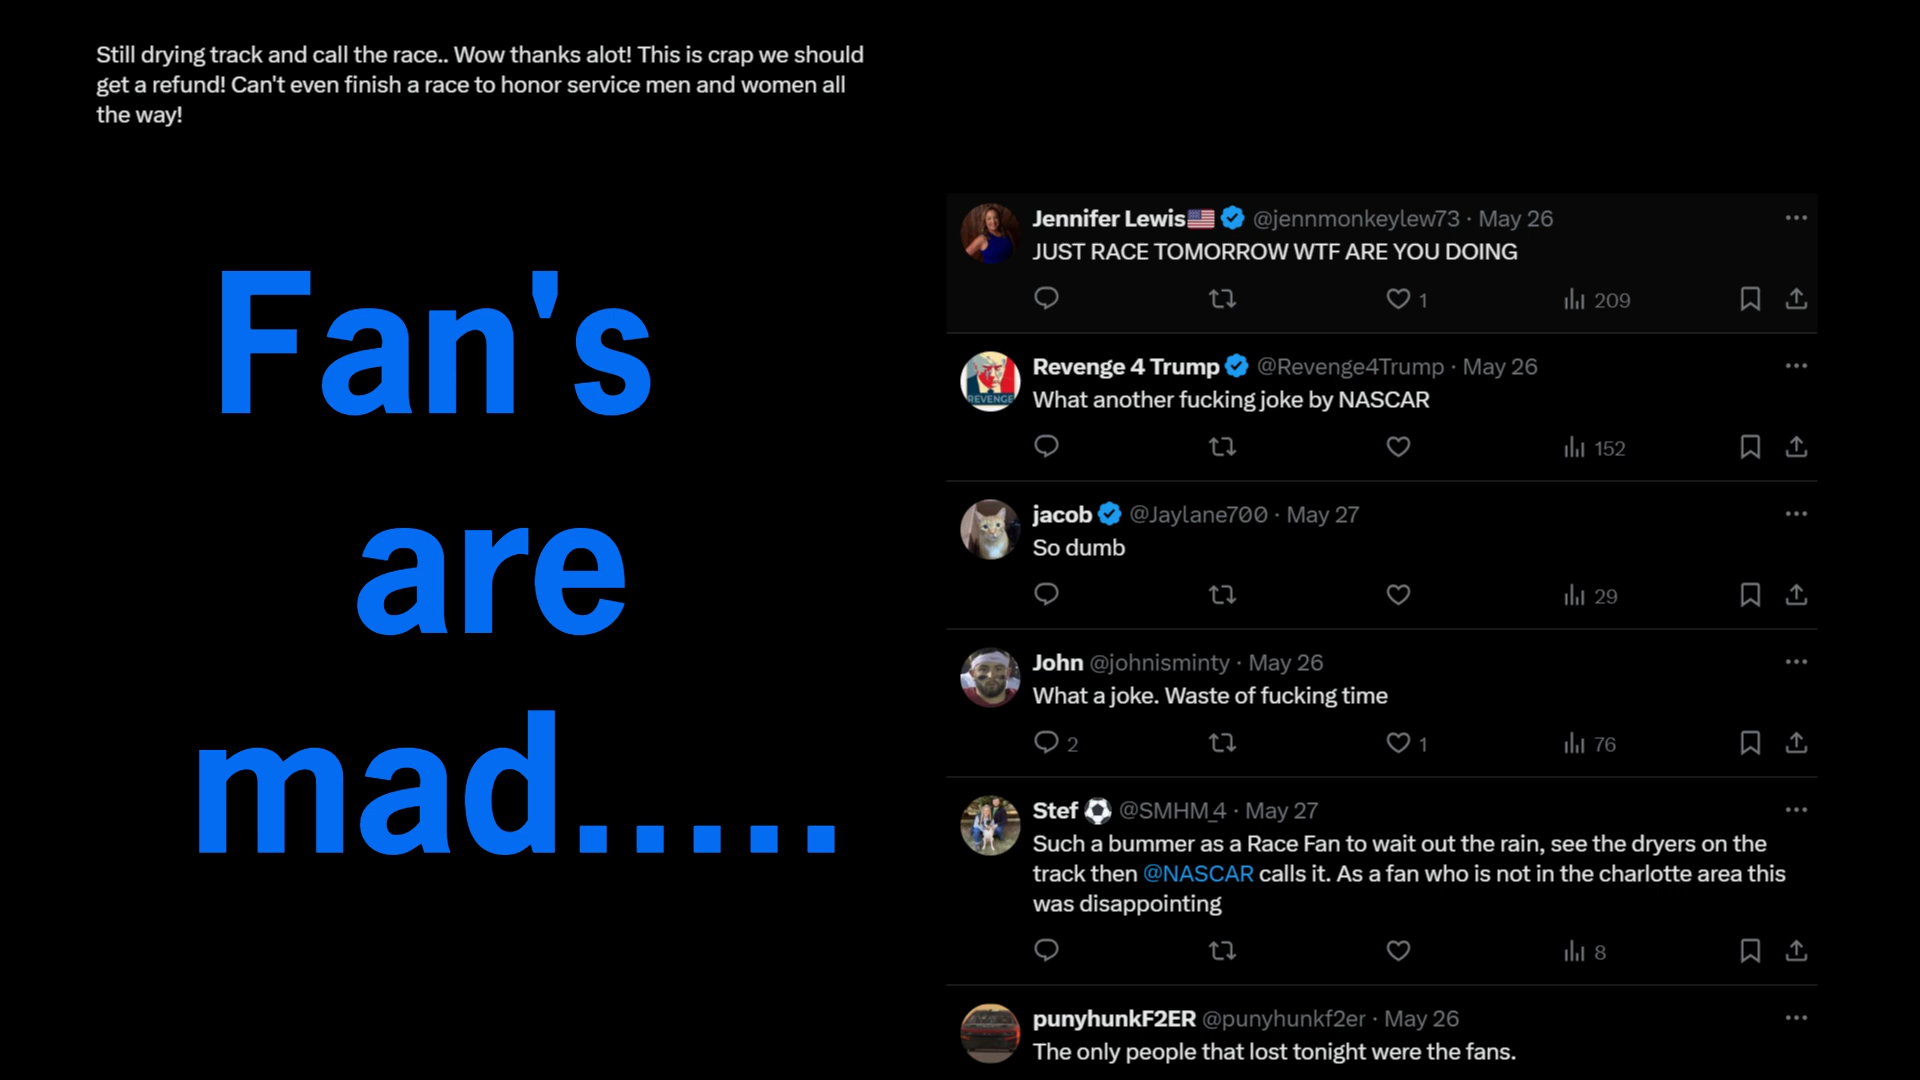 Still drying track and call the race.. Wow thanks alot! This is crap we should
get a refund! Can't even finish a race to honor service men and women all
the way!
Fan's
are
mad.....
Jennifer Lewis🇺🇸 @jennmonkeylew73 · May 26
JUST RACE TOMORROW WTF ARE YOU DOING
1 209
Revenge 4 Trump @Revenge4Trump · May 26
REVENGE
What another fucking joke by NASCAR
152
jacob @Jaylane700 · May 27
So dumb
29
John @johnisminty · May 26
What a joke. Waste of fucking time
2 1 76
Stef ⚽ @SMHM_4 · May 27
Such a bummer as a Race Fan to wait out the rain, see the dryers on the
track then @NASCAR calls it. As a fan who is not in the charlotte area this
was disappointing
8
punyhunkF2ER @punyhunkf2er · May 26
The only people that lost tonight were the fans.